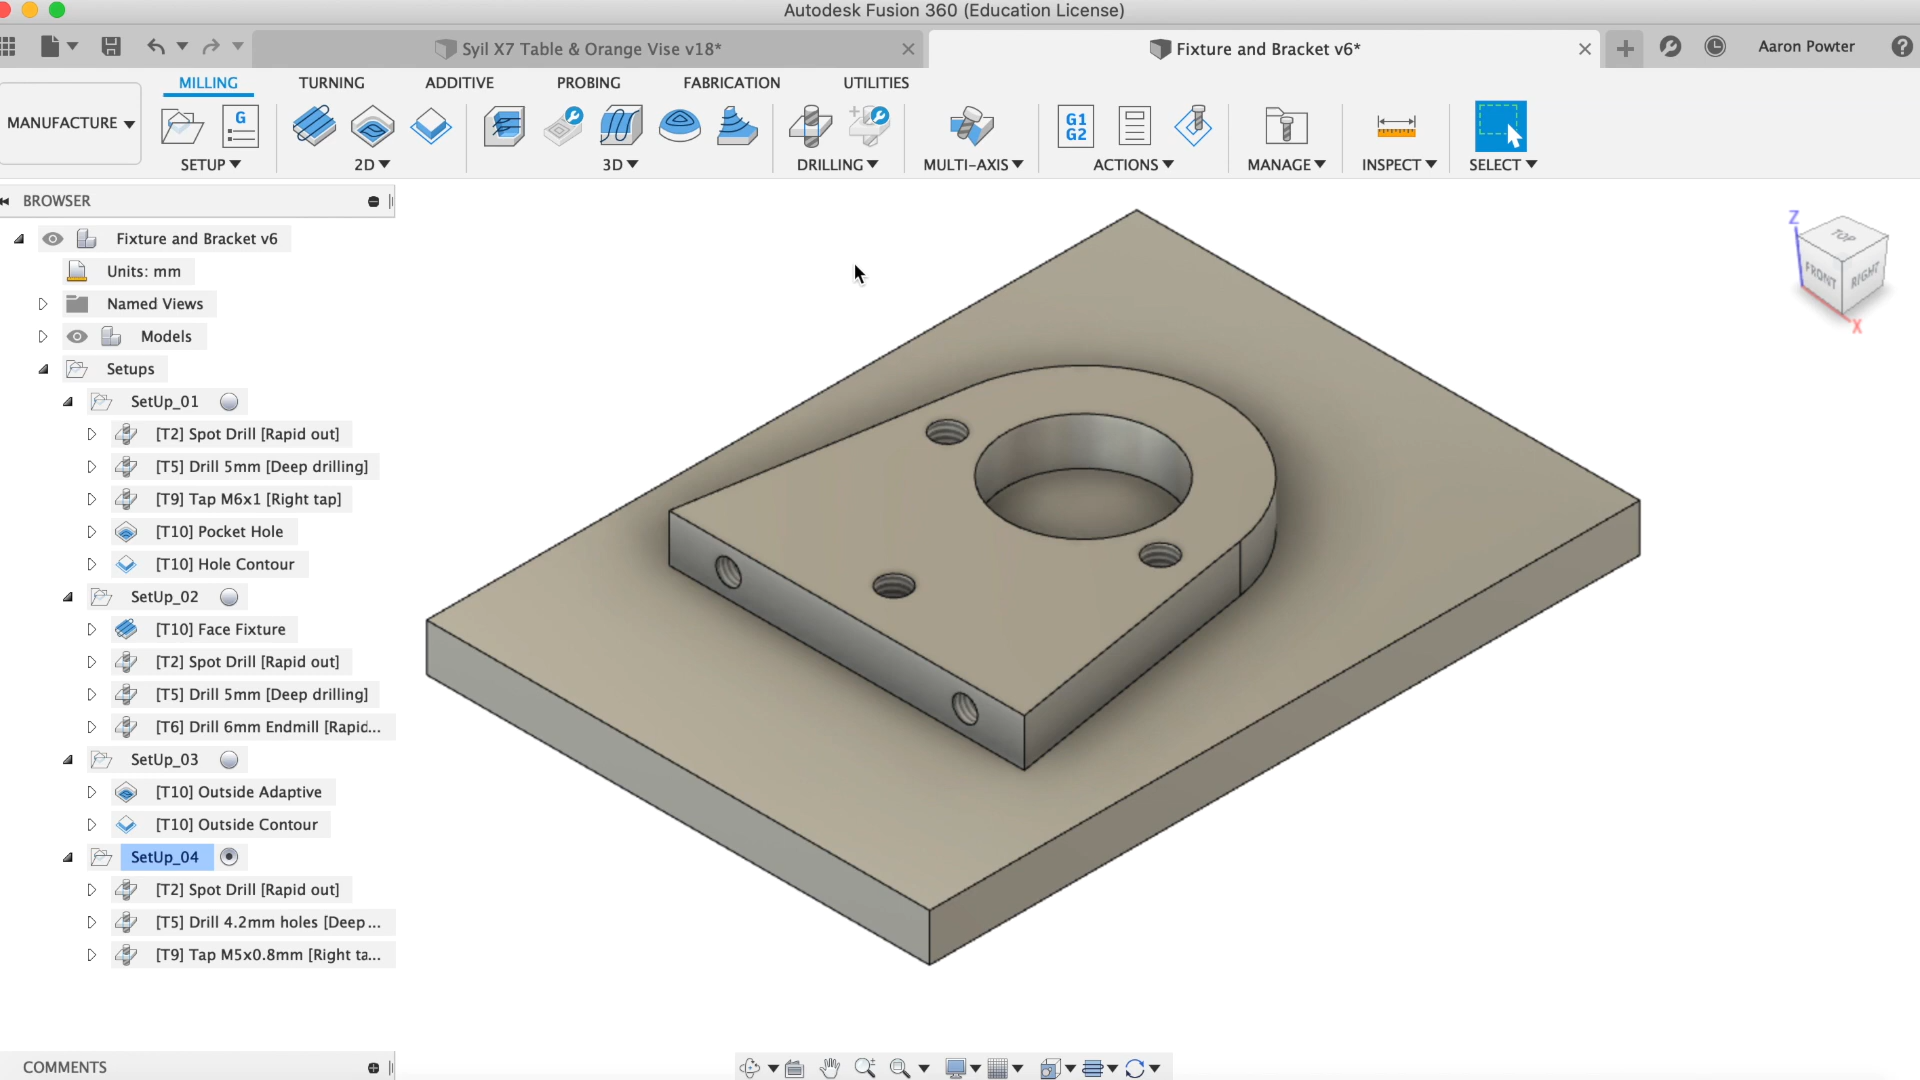 Autodesk Fusion 360 (Education License)
Syil X7 Table & Orange Vise v18*
Fixture and Bracket v6*
Aaron Powter
MANUFACTURE
MILLING
TURNING
ADDITIVE
PROBING
FABRICATION
UTILITIES
G
G1
G2
SETUP
2D
3D
DRILLING
MULTI-AXIS
ACTIONS
MANAGE
INSPECT
SELECT
BROWSER
Fixture and Bracket v6
Units: mm
Named Views
Models
Setups
SetUp_01
[T2] Spot Drill [Rapid out]
[T5] Drill 5mm [Deep drilling]
[T9] Tap M6x1 [Right tap]
[T10] Pocket Hole
[T10] Hole Contour
SetUp_02
[T10] Face Fixture
[T2] Spot Drill [Rapid out]
[T5] Drill 5mm [Deep drilling]
[T6] Drill 6mm Endmill [Rapid...
SetUp_03
[T10] Outside Adaptive
[T10] Outside Contour
SetUp_04
[T2] Spot Drill [Rapid out]
[T5] Drill 4.2mm holes [Deep ...
[T9] Tap M5x0.8mm [Right ta...
Z
TOP
FRONT
RIGHT
X
COMMENTS